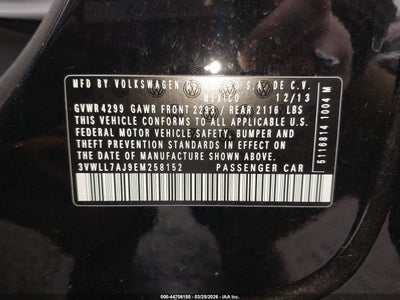 MFD BY VOLKSWAGEN DE MEXICO S.A. DE C.V.
12/13
GVWR 4299 GAWR FRONT 2293 / REAR 2116 LBS
THIS VEHICLE CONFORMS TO ALL APPLICABLE
FEDERAL MOTOR VEHICLE SAFETY, BUMPER AND
THEFT PREVENTION STANDARDS IN EFFECT ON
THE DATE OF MANUFACTURE SHOWN ABOVE.
3VWLL7AJ9EM258152 PASSENGER CAR
5116814 1004 M
000-44706150 | 03/25/2026 - IAA Inc.